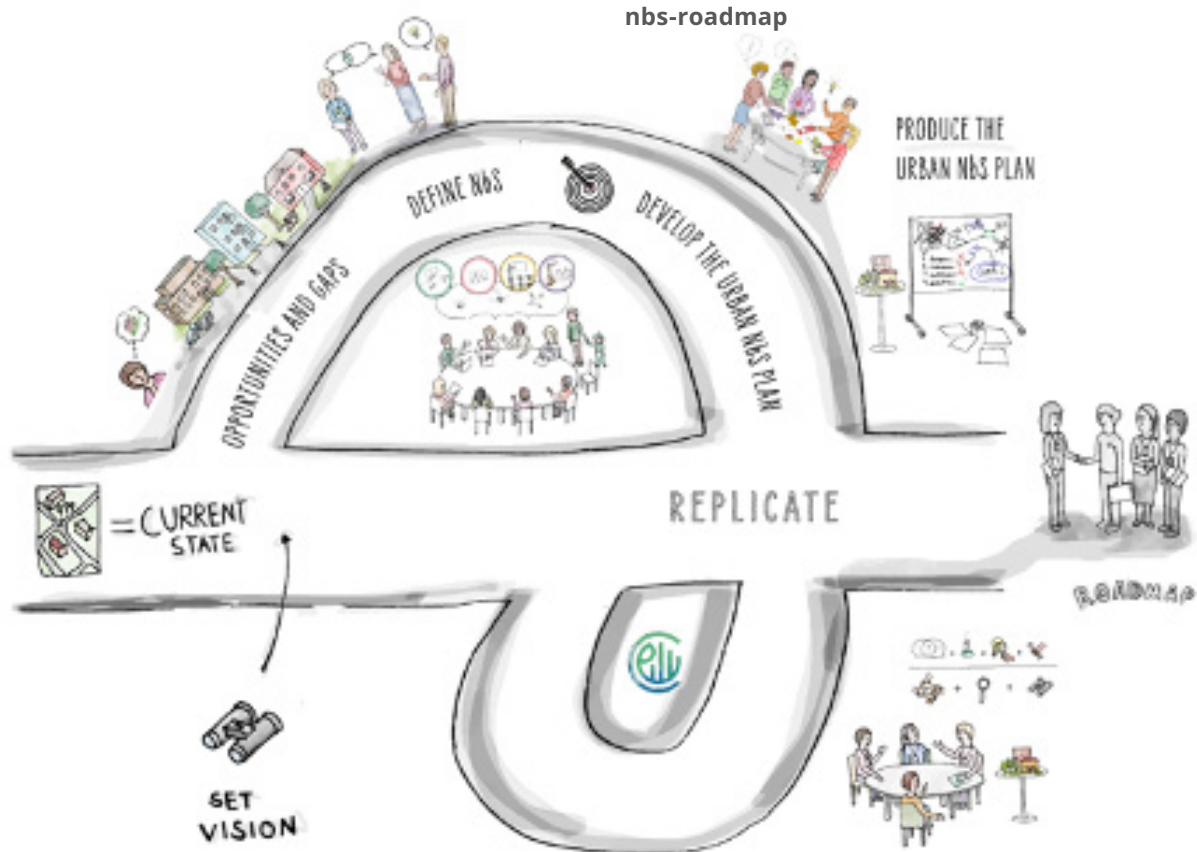 nbs-roadmap
PRODUCE THE
URBAN NbS PLAN
DEFINE NbS
DEVELOP THE URBAN NbS PLAN
OPPORTUNITIES AND GAPS
= CURRENT
STATE
REPLICATE
ROADMAP
SET
VISION